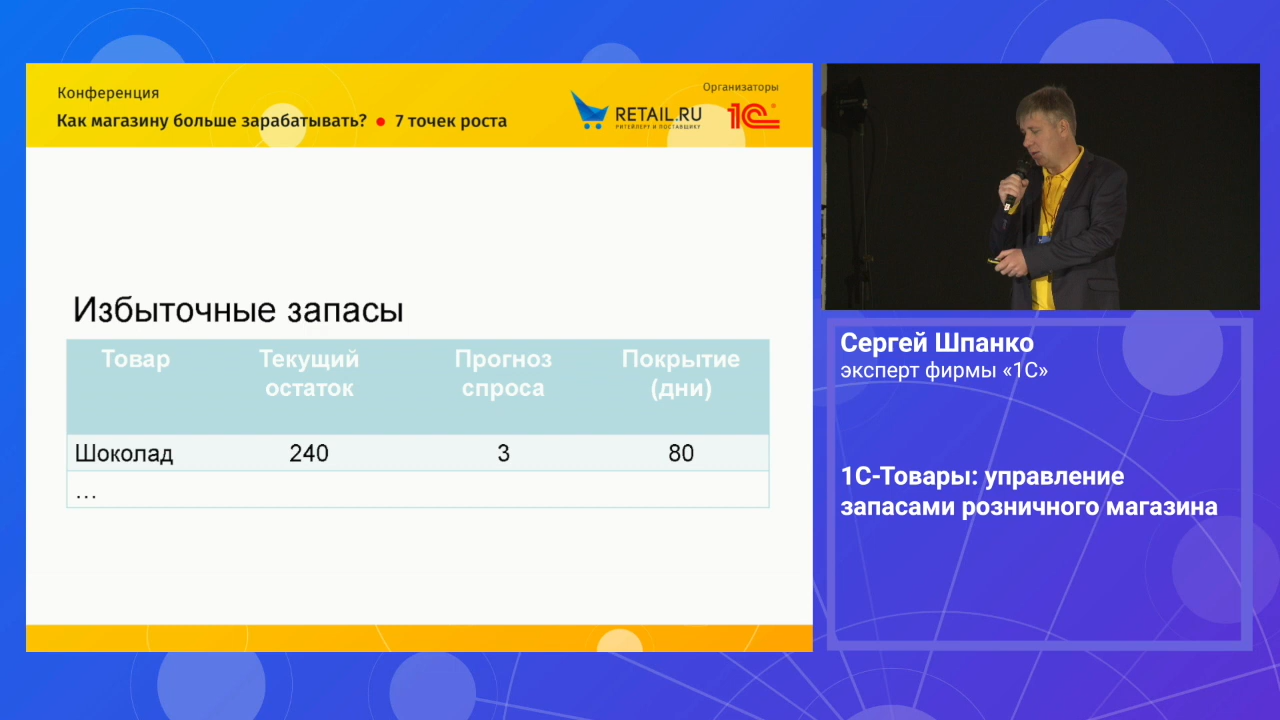 Конференция
Как магазину больше зарабатывать? • 7 точек роста
Организаторы
RETAIL.RU
РИТЕЙЛЕРУ И ПОСТАВЩИКУ
1С
Избыточные запасы
Товар Текущий остаток Прогноз спроса Покрытие (дни)
Шоколад 240 3 80
...
Сергей Шпанко
эксперт фирмы «1С»
1С-Товары: управление
запасами розничного магазина